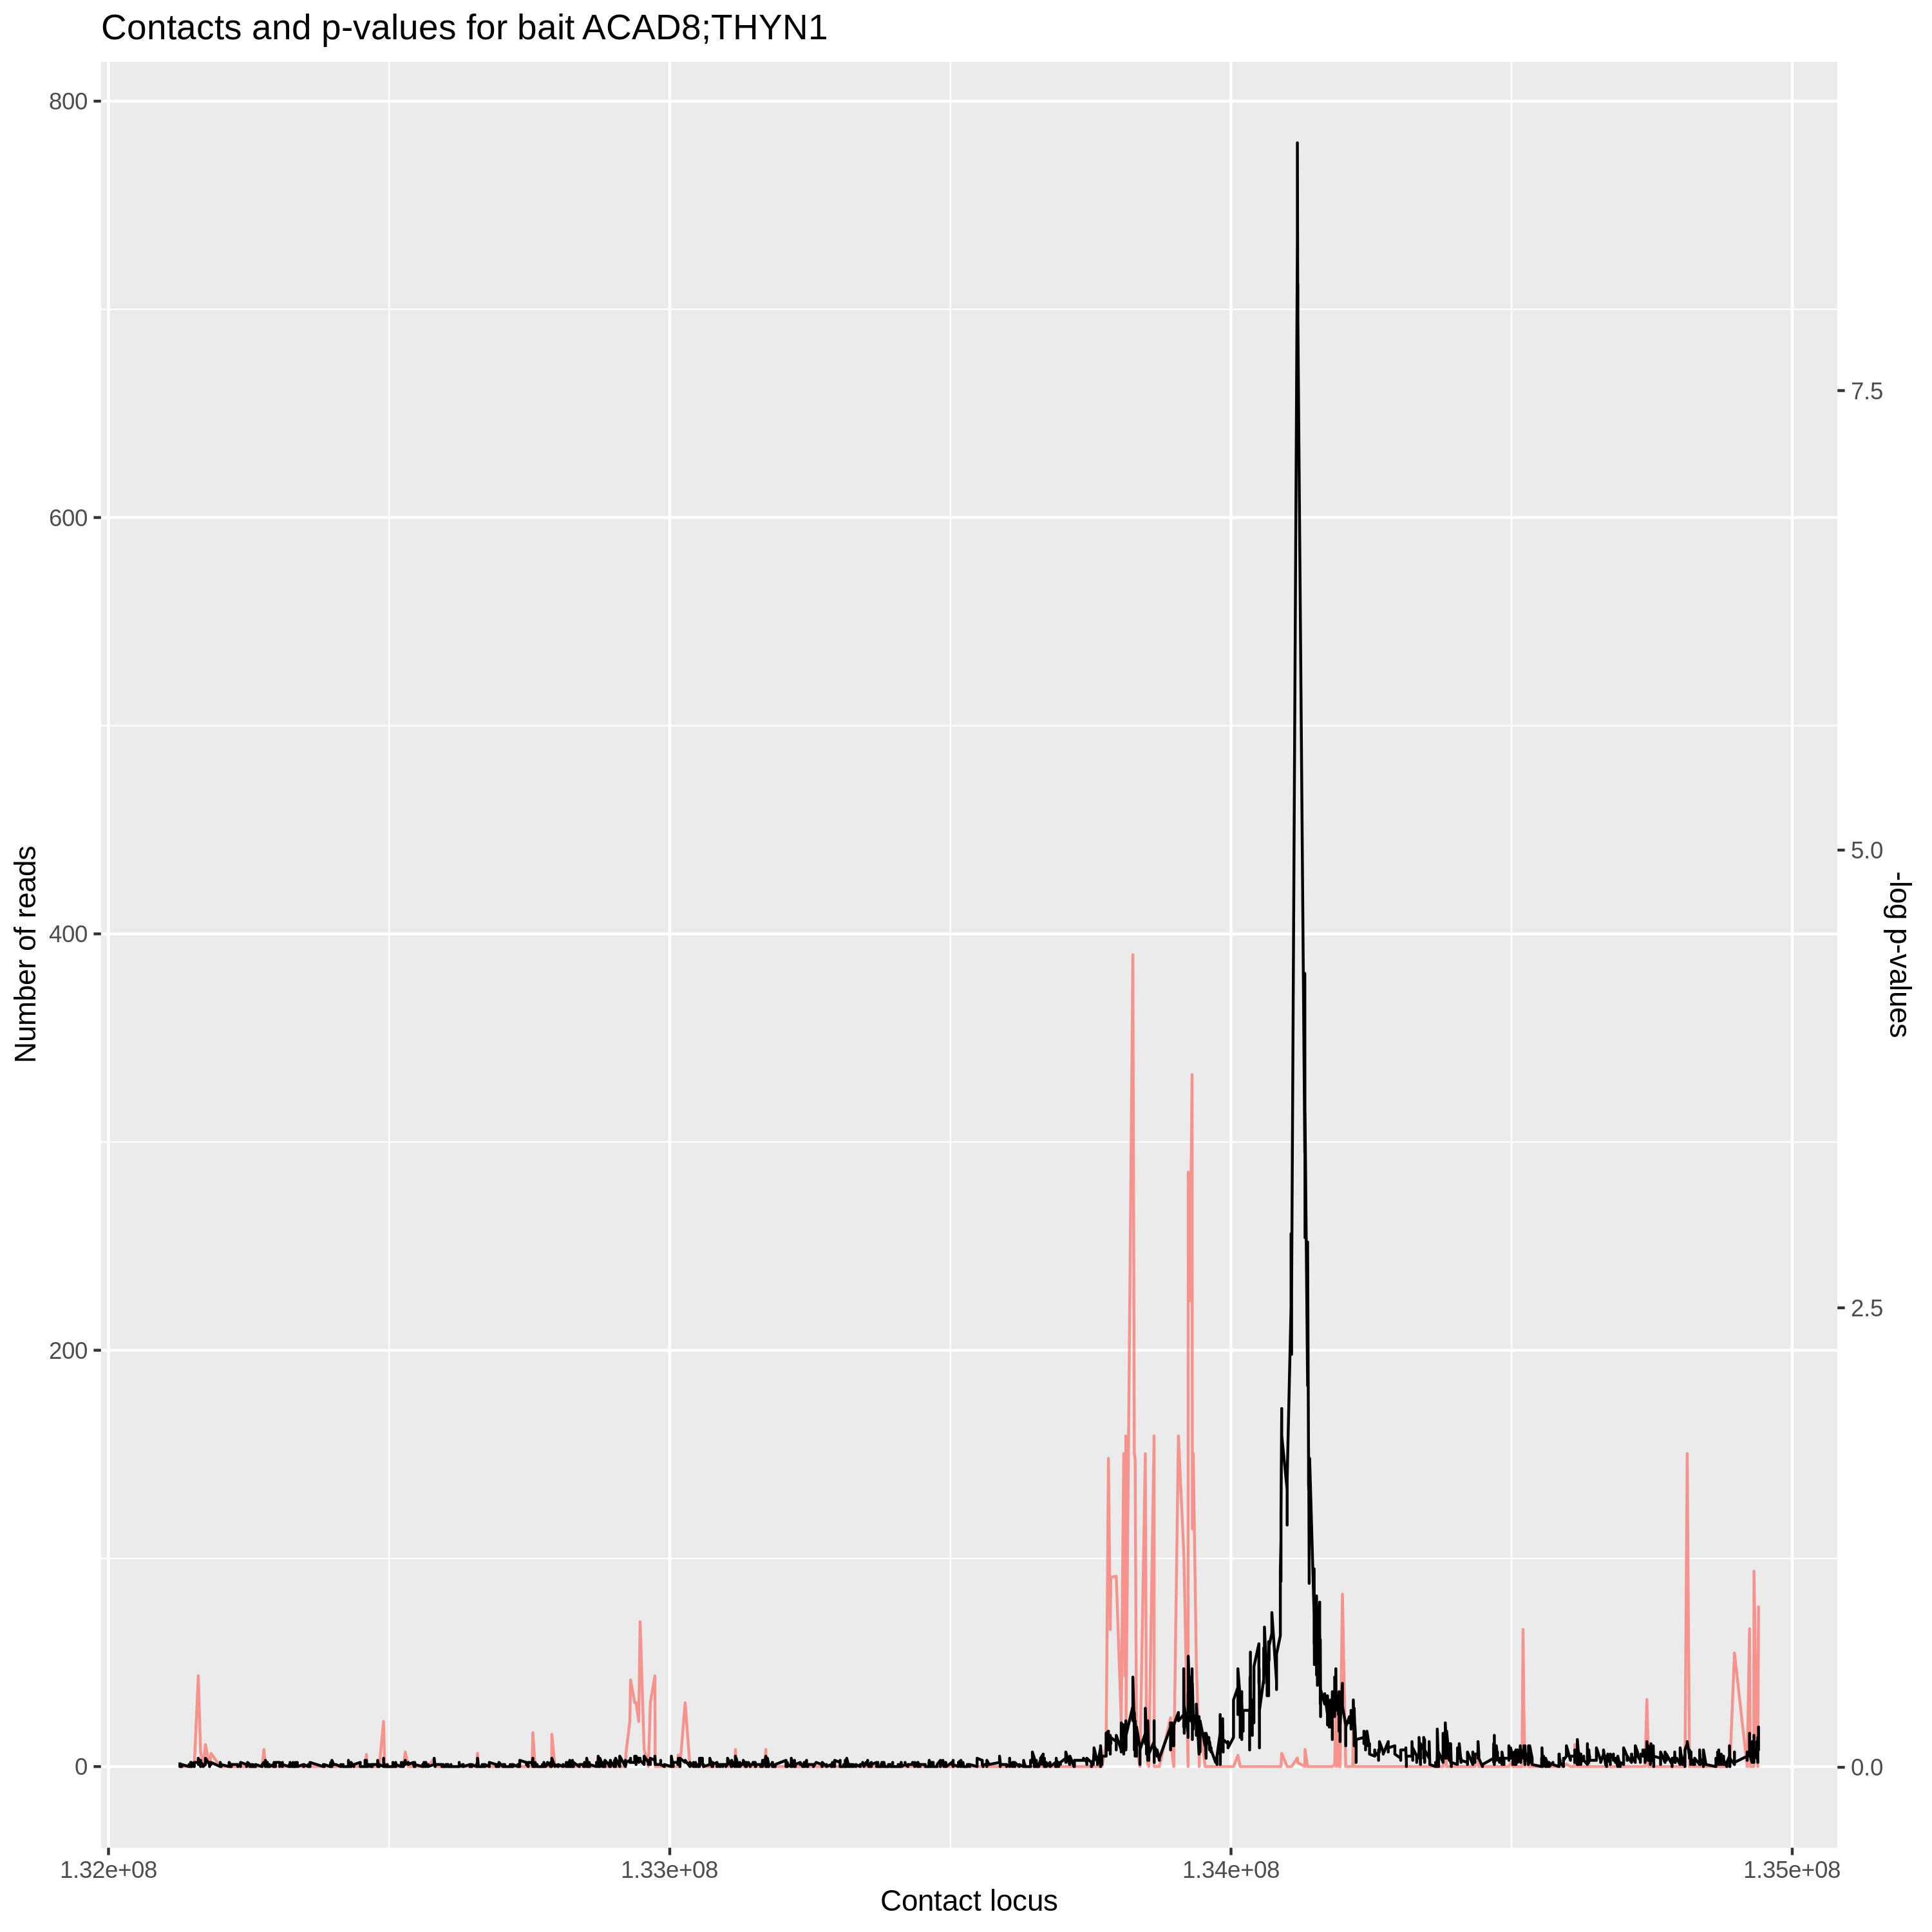 Contacts and p-values for bait ACAD8;THYN1
800
600
400
200
0
Number of reads
7.5
5.0
2.5
0.0
-log p-values
1.32e+08
1.33e+08
1.34e+08
1.35e+08
Contact locus